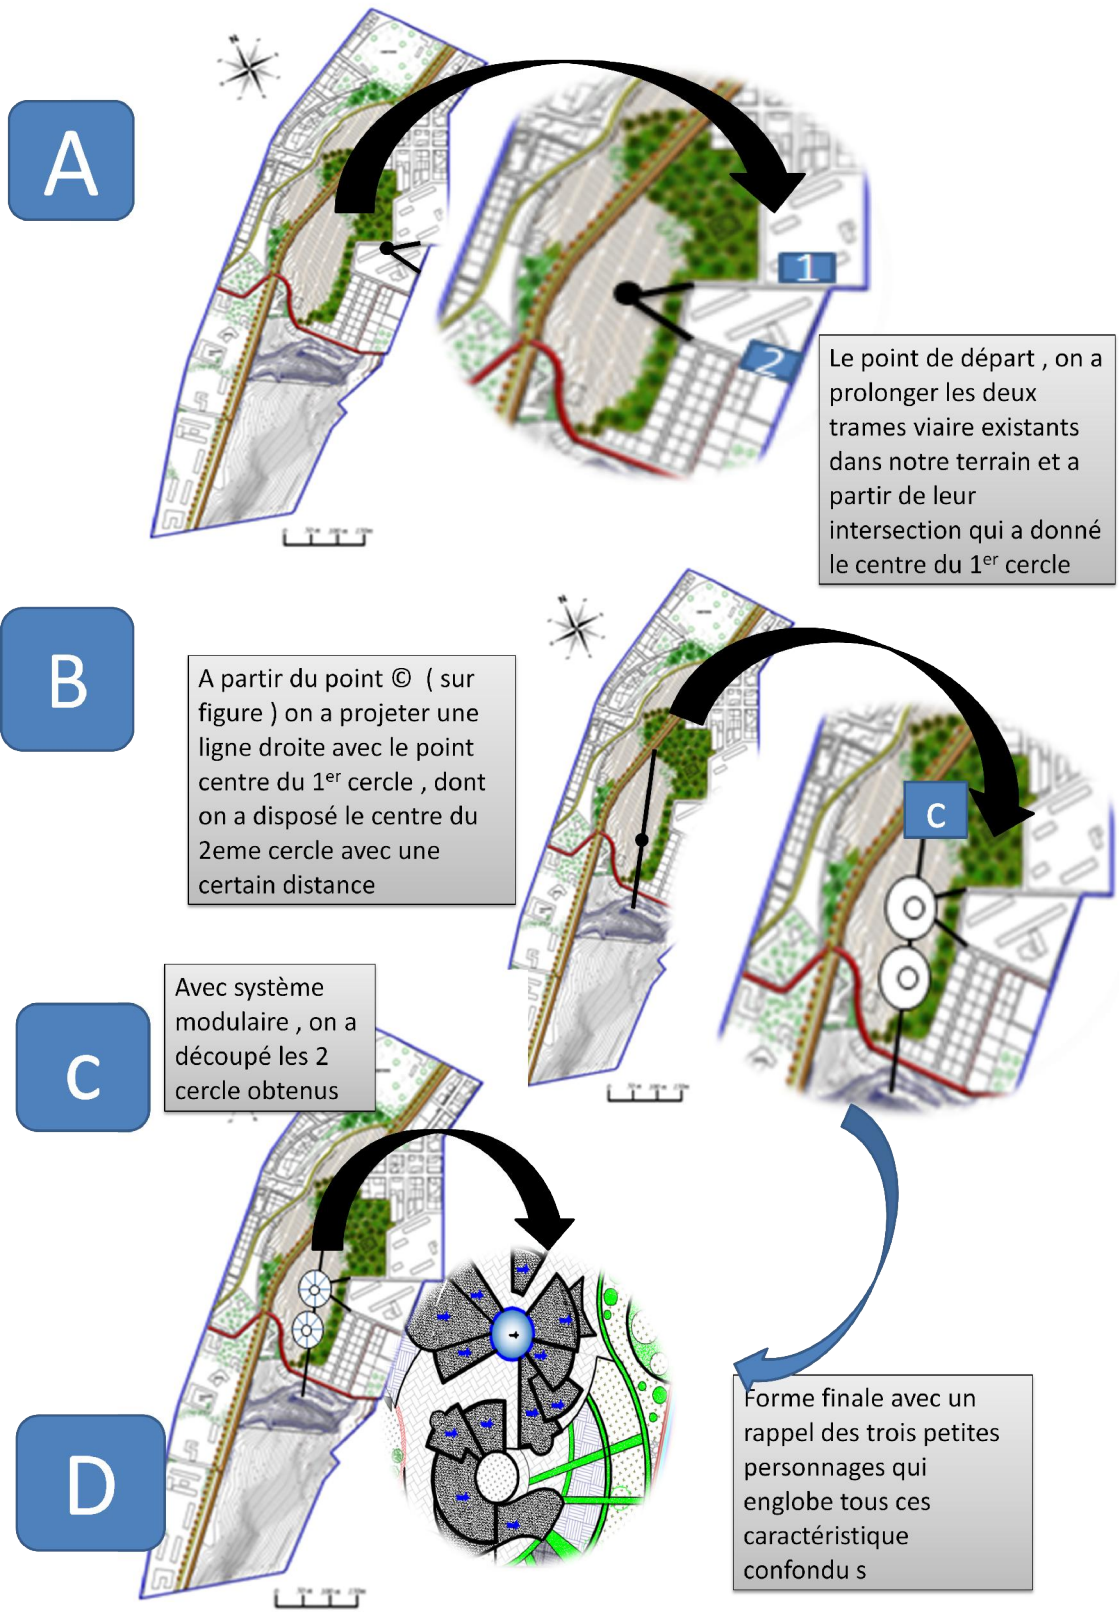 N
A
1
2
Le point de départ , on a
prolonger les deux
trames viaire existants
dans notre terrain et a
partir de leur
intersection qui a donné
le centre du 1er cercle
B
A partir du point © ( sur
figure ) on a projeter une
ligne droite avec le point
centre du 1er cercle , dont
on a disposé le centre du
2eme cercle avec une
certain distance
N
c
C
Avec système
modulaire , on a
découpé les 2
cercle obtenus
D
Forme finale avec un
rappel des trois petites
personnages qui
englobe tous ces
caractéristique
confondu s